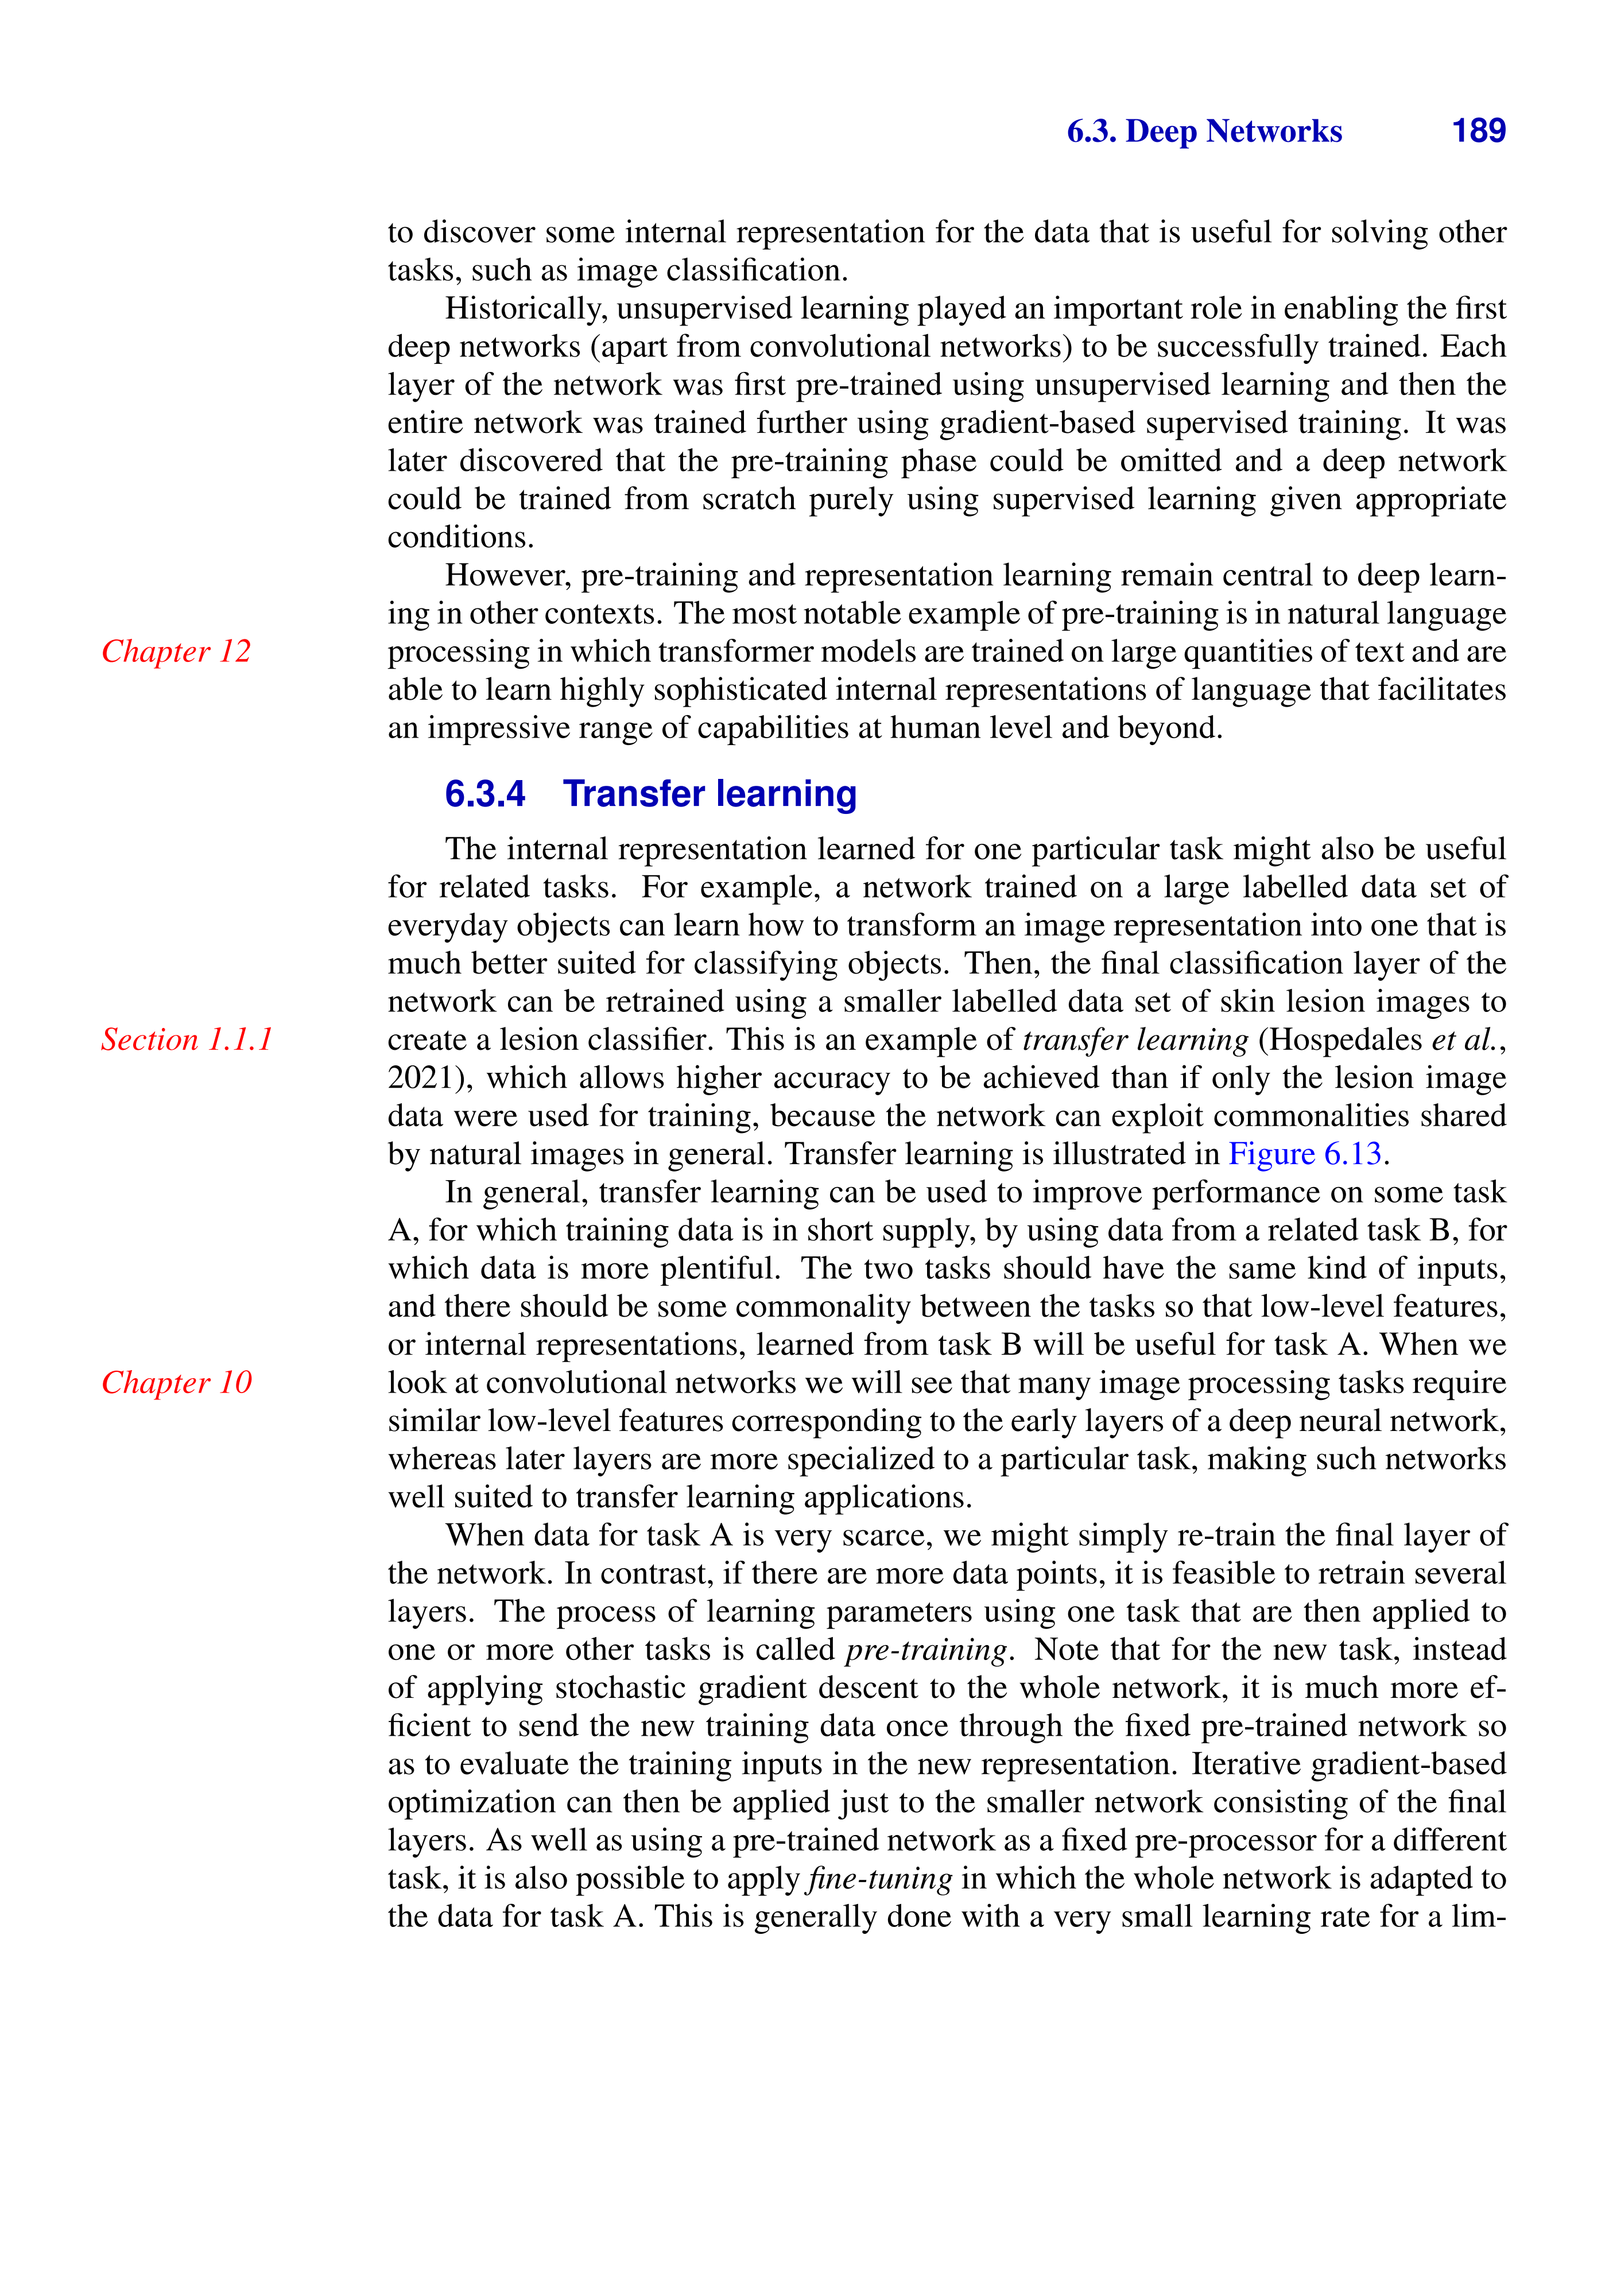 6.3. Deep Networks 189
to discover some internal representation for the data that is useful for solving other
tasks, such as image classification.
Historically, unsupervised learning played an important role in enabling the first
deep networks (apart from convolutional networks) to be successfully trained. Each
layer of the network was first pre-trained using unsupervised learning and then the
entire network was trained further using gradient-based supervised training. It was
later discovered that the pre-training phase could be omitted and a deep network
could be trained from scratch purely using supervised learning given appropriate
conditions.
However, pre-training and representation learning remain central to deep learn-
ing in other contexts. The most notable example of pre-training is in natural language
Chapter 12 processing in which transformer models are trained on large quantities of text and are
able to learn highly sophisticated internal representations of language that facilitates
an impressive range of capabilities at human level and beyond.
6.3.4 Transfer learning
The internal representation learned for one particular task might also be useful
for related tasks. For example, a network trained on a large labelled data set of
everyday objects can learn how to transform an image representation into one that is
much better suited for classifying objects. Then, the final classification layer of the
network can be retrained using a smaller labelled data set of skin lesion images to
Section 1.1.1 create a lesion classifier. This is an example of transfer learning (Hospedales et al.,
2021), which allows higher accuracy to be achieved than if only the lesion image
data were used for training, because the network can exploit commonalities shared
by natural images in general. Transfer learning is illustrated in Figure 6.13.
In general, transfer learning can be used to improve performance on some task
A, for which training data is in short supply, by using data from a related task B, for
which data is more plentiful. The two tasks should have the same kind of inputs,
and there should be some commonality between the tasks so that low-level features,
or internal representations, learned from task B will be useful for task A. When we
Chapter 10 look at convolutional networks we will see that many image processing tasks require
similar low-level features corresponding to the early layers of a deep neural network,
whereas later layers are more specialized to a particular task, making such networks
well suited to transfer learning applications.
When data for task A is very scarce, we might simply re-train the final layer of
the network. In contrast, if there are more data points, it is feasible to retrain several
layers. The process of learning parameters using one task that are then applied to
one or more other tasks is called pre-training. Note that for the new task, instead
of applying stochastic gradient descent to the whole network, it is much more ef-
ficient to send the new training data once through the fixed pre-trained network so
as to evaluate the training inputs in the new representation. Iterative gradient-based
optimization can then be applied just to the smaller network consisting of the final
layers. As well as using a pre-trained network as a fixed pre-processor for a different
task, it is also possible to apply fine-tuning in which the whole network is adapted to
the data for task A. This is generally done with a very small learning rate for a lim-